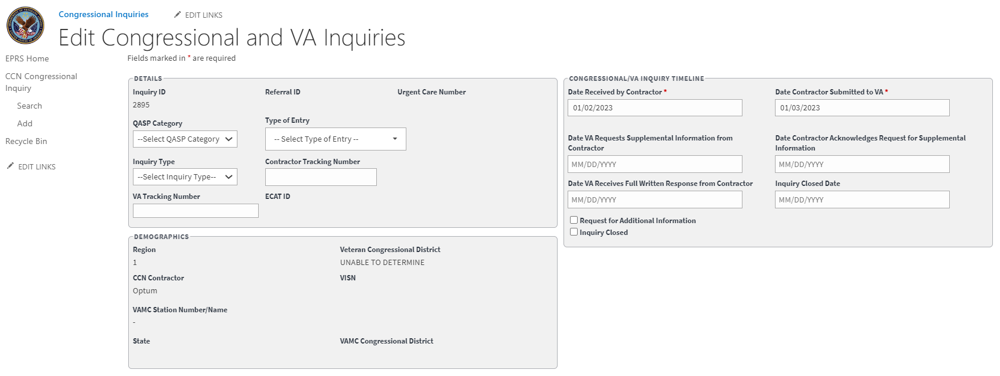 Congressional Inquiries
EDIT LINKS
Edit Congressional and VA Inquiries
EPRS Home
CCN Congressional
Inquiry
Search
Add
Recycle Bin
EDIT LINKS
Fields marked in * are required
DETAILS
Inquiry ID
2895
Referral ID
Urgent Care Number
QASP Category
--Select QASP Category
Type of Entry
-- Select Type of Entry --
Inquiry Type
--Select Inquiry Type--
Contractor Tracking Number
VA Tracking Number
ECAT ID
DEMOGRAPHICS
Region
1
Veteran Congressional District
UNABLE TO DETERMINE
CCN Contractor
Optum
VISN
VAMC Station Number/Name
-
State
VAMC Congressional District
CONGRESSIONAL/VA INQUIRY TIMELINE
Date Received by Contractor *
01/02/2023
Date Contractor Submitted to VA *
01/03/2023
Date VA Requests Supplemental Information from
Contractor
MM/DD/YYYY
Date Contractor Acknowledges Request for Supplemental
Information
MM/DD/YYYY
Date VA Receives Full Written Response from Contractor
MM/DD/YYYY
Inquiry Closed Date
MM/DD/YYYY
Request for Additional Information
Inquiry Closed